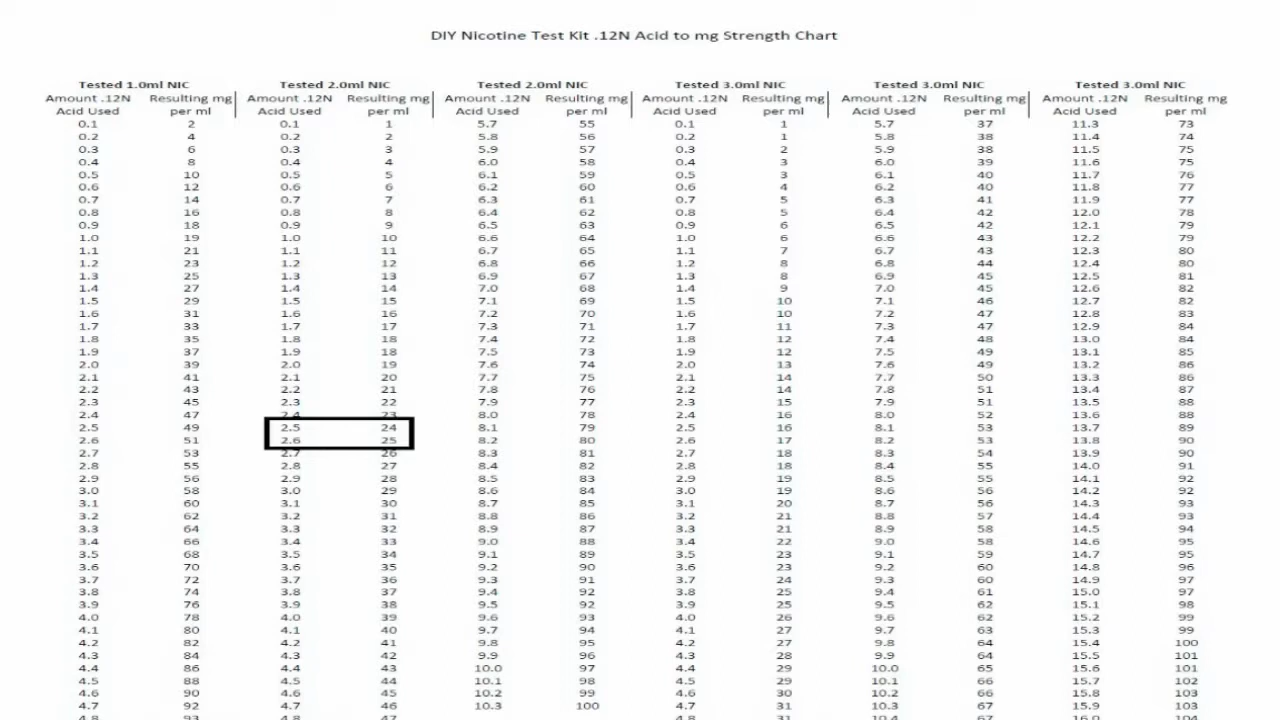 DIY Nicotine Test Kit .12N Acid to mg Strength Chart
Tested 1.0ml NIC Tested 2.0ml NIC Tested 2.0ml NIC Tested 3.0ml NIC Tested 3.0ml NIC Tested 3.0ml NIC
Amount .12N Resulting mg Amount .12N Resulting mg Amount .12N Resulting mg Amount .12N Resulting mg Amount .12N Resulting mg Amount .12N Resulting mg
Acid Used per ml Acid Used per ml Acid Used per ml Acid Used per ml Acid Used per ml Acid Used per ml
0.1 2 0.1 1 5.7 55 0.1 1 5.7 37 11.3 73
0.2 4 0.2 2 5.8 56 0.2 1 5.8 38 11.4 74
0.3 6 0.3 3 5.9 57 0.3 2 5.9 38 11.5 75
0.4 8 0.4 4 6.0 58 0.4 3 6.0 39 11.6 75
0.5 10 0.5 5 6.1 59 0.5 3 6.1 40 11.7 76
0.6 12 0.6 6 6.2 60 0.6 4 6.2 40 11.8 77
0.7 14 0.7 7 6.3 61 0.7 5 6.3 41 11.9 77
0.8 16 0.8 8 6.4 62 0.8 5 6.4 42 12.0 78
0.9 18 0.9 9 6.5 63 0.9 6 6.5 42 12.1 79
1.0 19 1.0 10 6.6 64 1.0 6 6.6 43 12.2 79
1.1 21 1.1 11 6.7 65 1.1 7 6.7 43 12.3 80
1.2 23 1.2 12 6.8 66 1.2 8 6.8 44 12.4 80
1.3 25 1.3 13 6.9 67 1.3 8 6.9 45 12.5 81
1.4 27 1.4 14 7.0 68 1.4 9 7.0 45 12.6 82
1.5 29 1.5 15 7.1 69 1.5 10 7.1 46 12.7 82
1.6 31 1.6 16 7.2 70 1.6 10 7.2 47 12.8 83
1.7 33 1.7 17 7.3 71 1.7 11 7.3 47 12.9 84
1.8 35 1.8 18 7.4 72 1.8 12 7.4 48 13.0 84
1.9 37 1.9 18 7.5 73 1.9 12 7.5 49 13.1 85
2.0 39 2.0 19 7.6 74 2.0 13 7.6 49 13.2 86
2.1 41 2.1 20 7.7 75 2.1 14 7.7 50 13.3 86
2.2 43 2.2 21 7.8 76 2.2 14 7.8 51 13.4 87
2.3 45 2.3 22 7.9 77 2.3 15 7.9 51 13.5 88
2.4 47 2.4 23 8.0 78 2.4 16 8.0 52 13.6 88
2.5 49 2.5 24 8.1 79 2.5 16 8.1 53 13.7 89
2.6 51 2.6 25 8.2 80 2.6 17 8.2 53 13.8 90
2.7 53 2.7 26 8.3 81 2.7 18 8.3 54 13.9 90
2.8 55 2.8 27 8.4 82 2.8 18 8.4 55 14.0 91
2.9 56 2.9 28 8.5 83 2.9 19 8.5 55 14.1 92
3.0 58 3.0 29 8.6 84 3.0 19 8.6 56 14.2 92
3.1 60 3.1 30 8.7 85 3.1 20 8.7 56 14.3 93
3.2 62 3.2 31 8.8 86 3.2 21 8.8 57 14.4 93
3.3 64 3.3 32 8.9 87 3.3 21 8.9 58 14.5 94
3.4 66 3.4 33 9.0 88 3.4 22 9.0 58 14.6 95
3.5 68 3.5 34 9.1 89 3.5 23 9.1 59 14.7 95
3.6 70 3.6 35 9.2 90 3.6 23 9.2 60 14.8 96
3.7 72 3.7 36 9.3 91 3.7 24 9.3 60 14.9 97
3.8 74 3.8 37 9.4 92 3.8 25 9.4 61 15.0 97
3.9 76 3.9 38 9.5 92 3.9 25 9.5 62 15.1 98
4.0 78 4.0 39 9.6 93 4.0 26 9.6 62 15.2 99
4.1 80 4.1 40 9.7 94 4.1 27 9.7 63 15.3 99
4.2 82 4.2 41 9.8 95 4.2 27 9.8 64 15.4 100
4.3 84 4.3 42 9.9 96 4.3 28 9.9 64 15.5 101
4.4 86 4.4 43 10.0 97 4.4 29 10.0 65 15.6 101
4.5 88 4.5 44 10.1 98 4.5 29 10.1 66 15.7 102
4.6 90 4.6 45 10.2 99 4.6 30 10.2 66 15.8 103
4.7 92 4.7 46 10.3 100 4.7 31 10.3 67 15.9 103